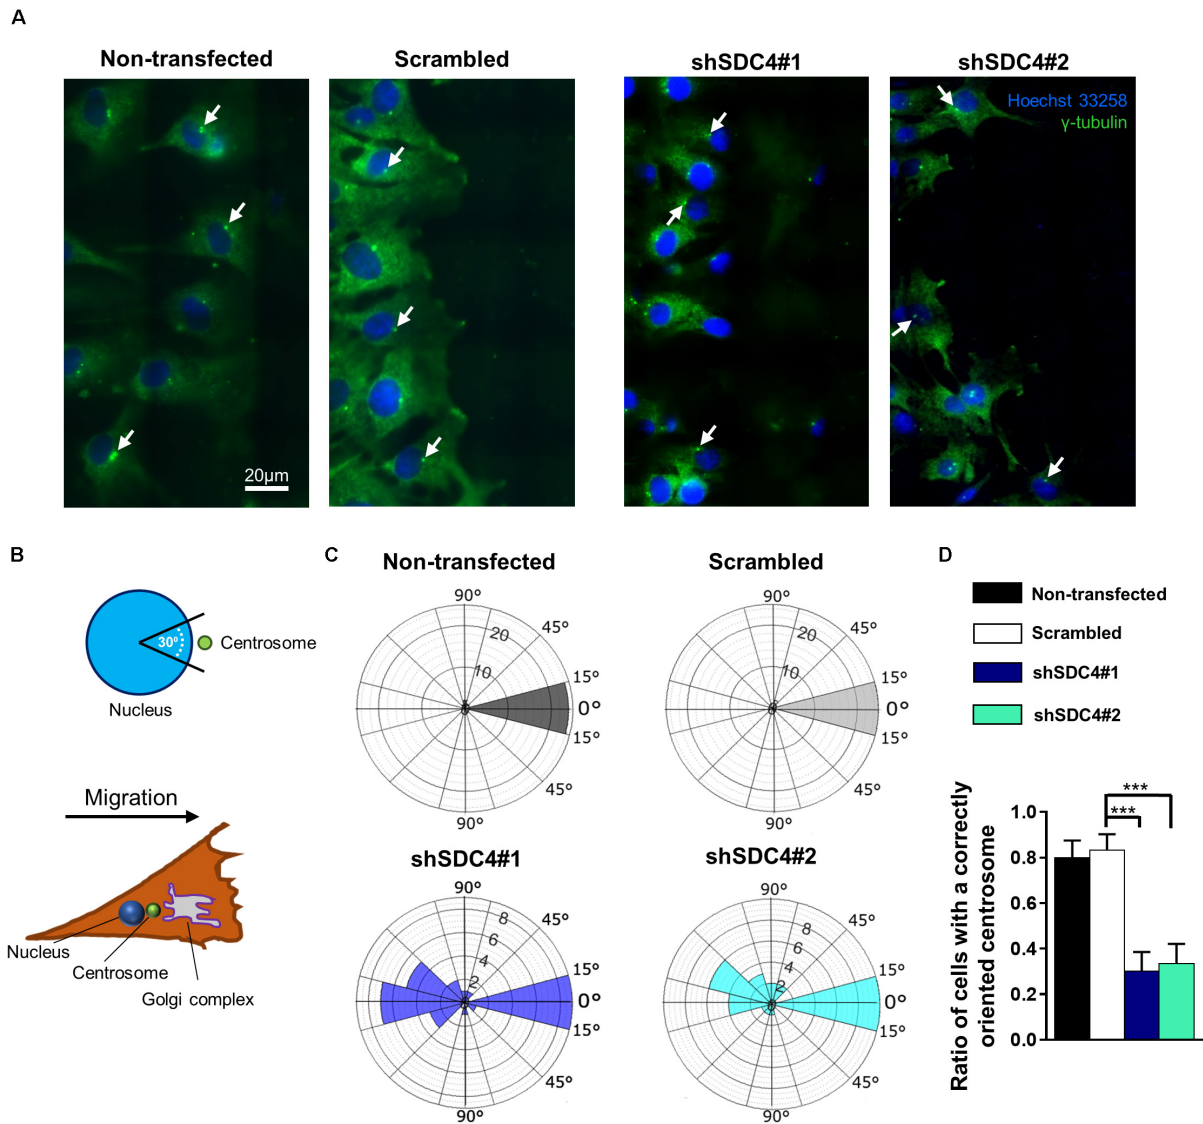 A
Non-transfected
Scrambled
shSDC4#1
shSDC4#2
Hoechst 33258
γ-tubulin
20μm
B
30⁰
Centrosome
Nucleus
Migration
Nucleus
Centrosome
Golgi complex
C
Non-transfected
90°
20
45°
10
15°
0°
15°
45°
90°
Scrambled
90°
45°
15°
0°
15°
45°
90°
shSDC4#1
90°
8
45°
6
4
15°
2
0°
15°
45°
90°
shSDC4#2
90°
8
45°
6
4
15°
2
0°
15°
45°
90°
D
Non-transfected
Scrambled
shSDC4#1
shSDC4#2
Ratio of cells with a correctly
oriented centrosome
1.0
0.8
0.6
0.4
0.2
0.0
***
***